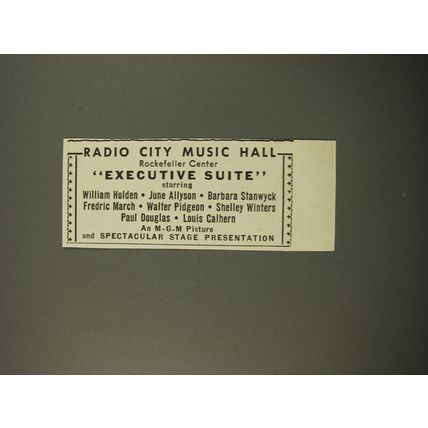 RADIO CITY MUSIC HALL
Rockefeller Center
"EXECUTIVE SUITE"
starring
William Holden • June Allyson • Barbara Stanwyck
Fredric March • Walter Pidgeon • Shelley Winters
Paul Douglas • Louis Calhern
An M-G-M Picture
and SPECTACULAR STAGE PRESENTATION